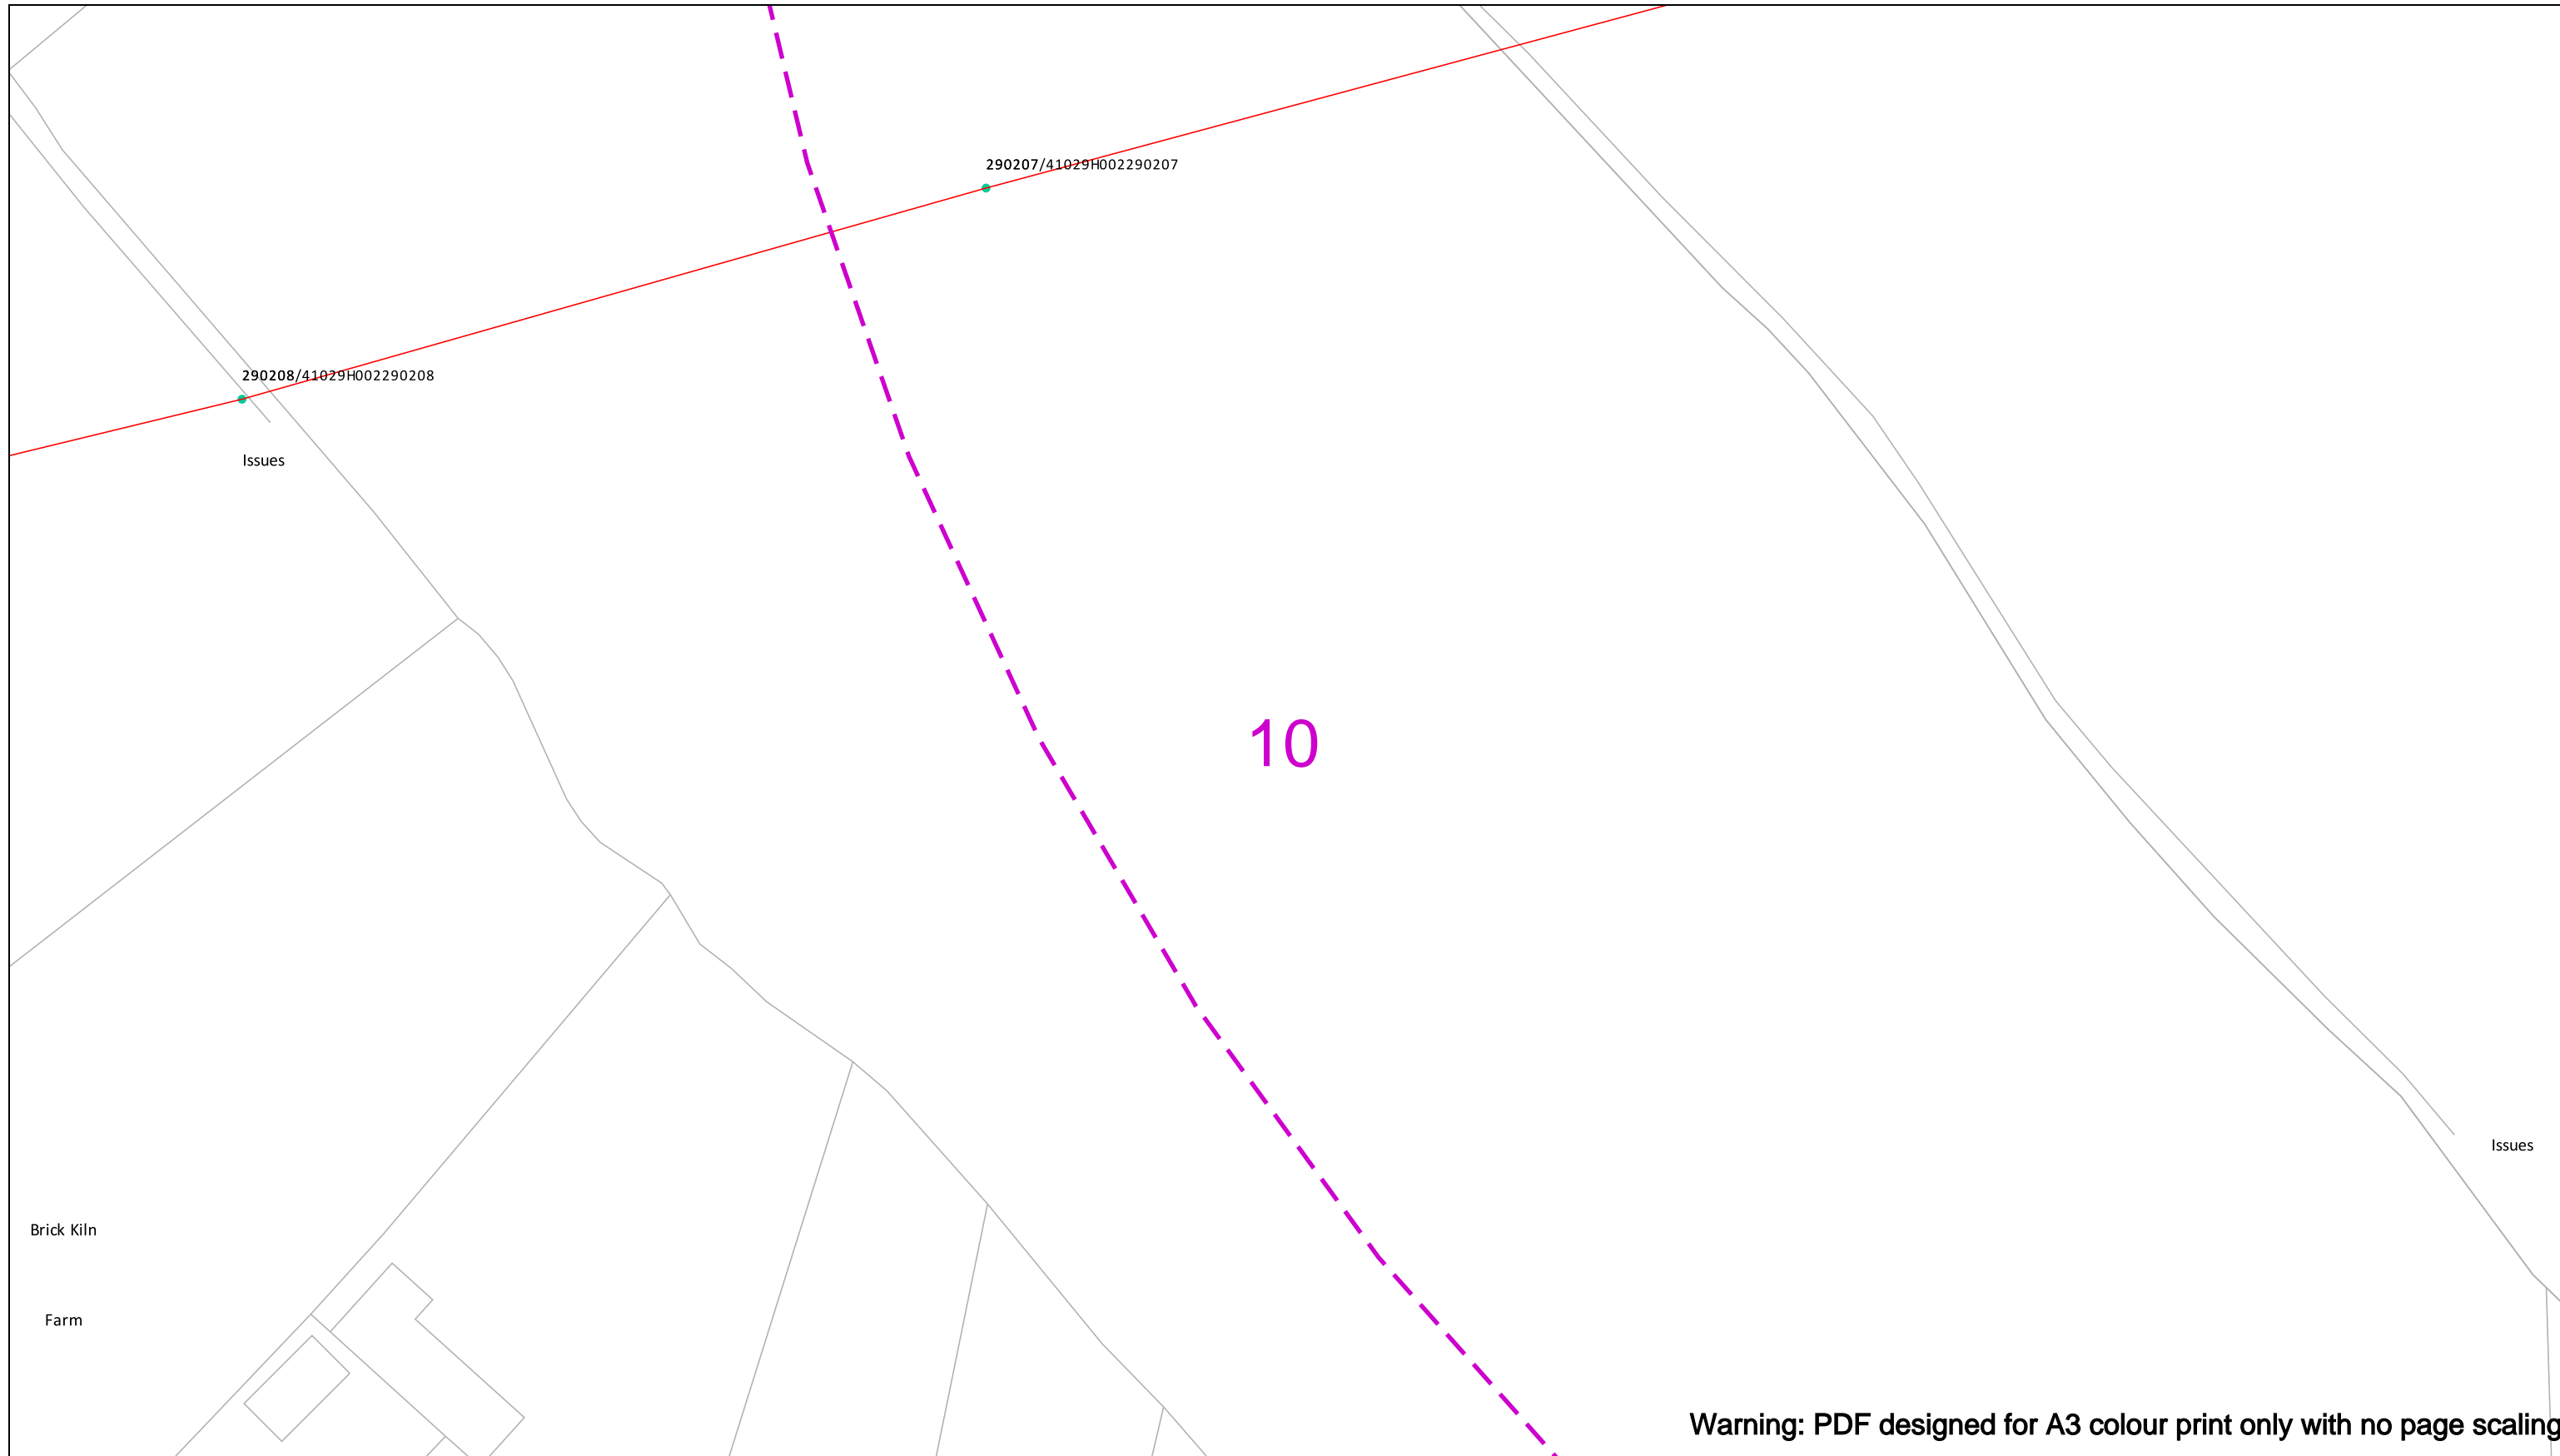 290207/41029H002290207
290208/41029H002290208
Issues
10
Issues
Brick Kiln
Farm
Warning: PDF designed for A3 colour print only with no page scaling